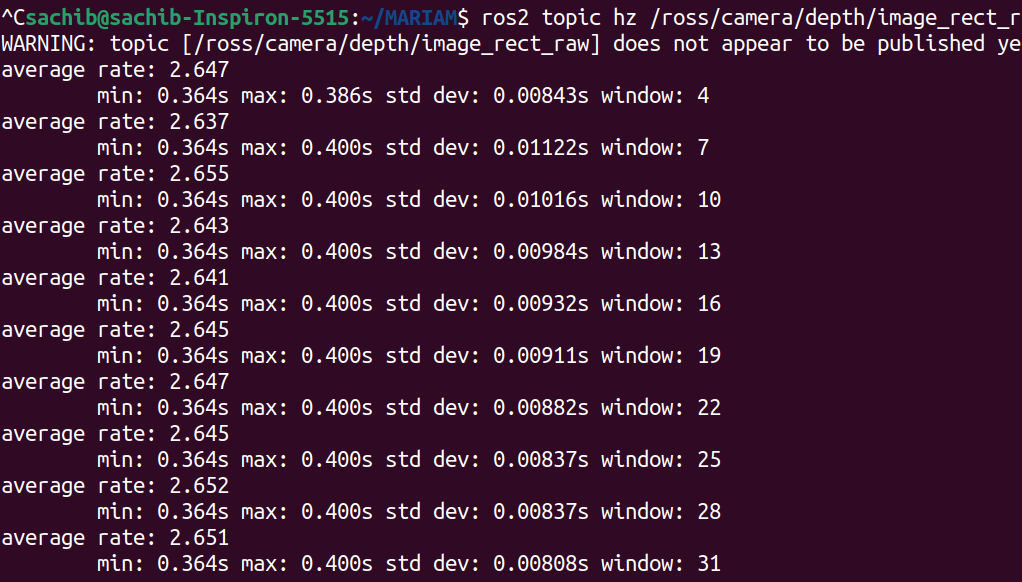 ^Csachib@sachib-Inspiron-5515:~/MARIAM$ ros2 topic hz /ross/camera/depth/image_rect_r
WARNING: topic [/ross/camera/depth/image_rect_raw] does not appear to be published ye
average rate: 2.647
        min: 0.364s max: 0.386s std dev: 0.00843s window: 4
average rate: 2.637
        min: 0.364s max: 0.400s std dev: 0.01122s window: 7
average rate: 2.655
        min: 0.364s max: 0.400s std dev: 0.01016s window: 10
average rate: 2.643
        min: 0.364s max: 0.400s std dev: 0.00984s window: 13
average rate: 2.641
        min: 0.364s max: 0.400s std dev: 0.00932s window: 16
average rate: 2.645
        min: 0.364s max: 0.400s std dev: 0.00911s window: 19
average rate: 2.647
        min: 0.364s max: 0.400s std dev: 0.00882s window: 22
average rate: 2.645
        min: 0.364s max: 0.400s std dev: 0.00837s window: 25
average rate: 2.652
        min: 0.364s max: 0.400s std dev: 0.00837s window: 28
average rate: 2.651
        min: 0.364s max: 0.400s std dev: 0.00808s window: 31